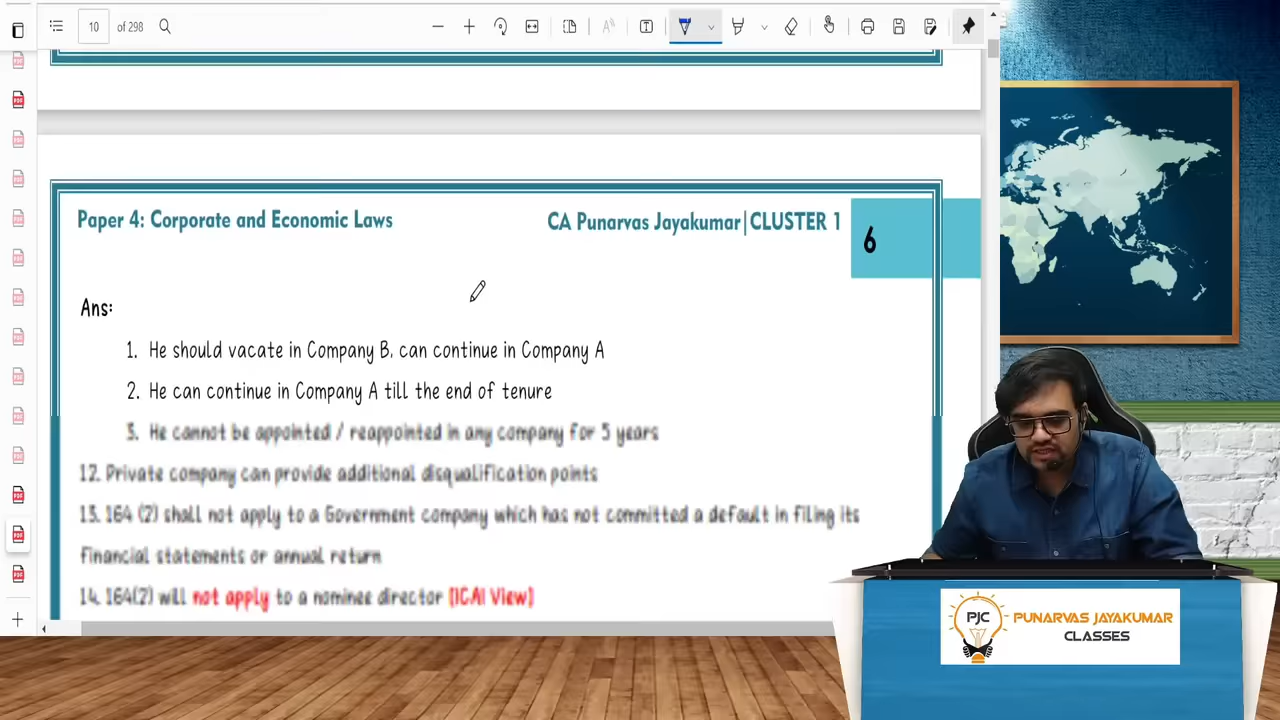 10
of 298
Paper 4: Corporate and Economic Laws
CA Punarvas Jayakumar|CLUSTER 1
6
Ans:
1. He should vacate in Company B, can continue in Company A
2. He can continue in Company A till the end of tenure
3. He cannot be appointed / reappointed in any company for 5 years
12. Private company can provide additional disqualification points
13. 164 (2) shall not apply to a Government company which has not committed a default in filing its
financial statements or annual return
14. 164(2) will not apply to a nominee director [ICAI View]
PJC
PUNARVAS JAYAKUMAR
CLASSES